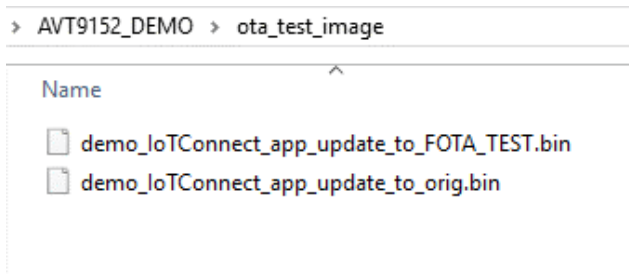 > AVT9152_DEMO > ota_test_image
Name
demo_IoTConnect_app_update_to_FOTA_TEST.bin
demo_IoTConnect_app_update_to_orig.bin